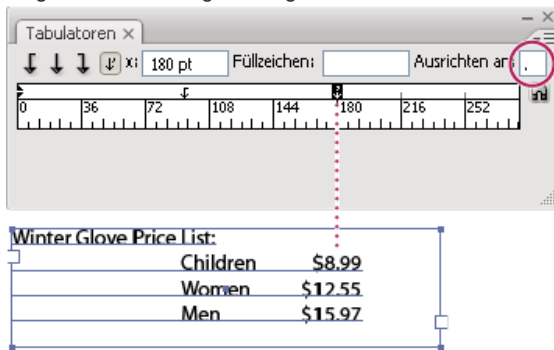 Tabulatoren ×
x: 180 pt Füllzeichen: Ausrichten an: .
0 36 72 108 144 180 216 252
Winter Glove Price List:
Children $8.99
Women $12.55
Men $15.97